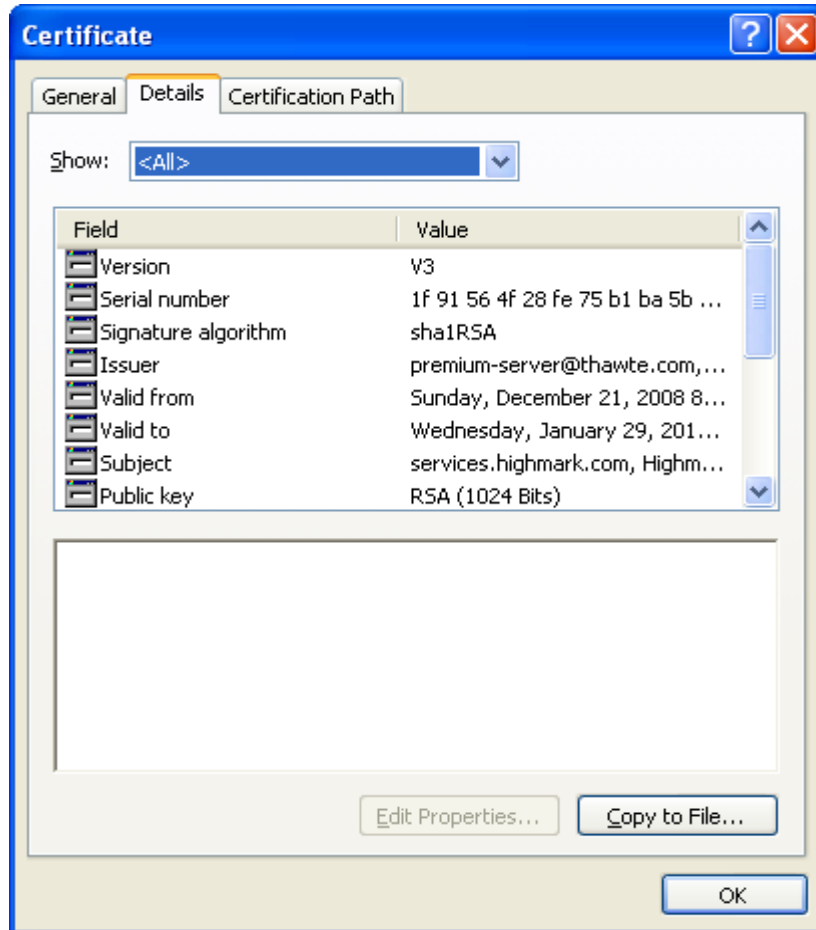 Certificate
General Details Certification Path
Show: <All>
Field Value
Version V3
Serial number 1f 91 56 4f 28 fe 75 b1 ba 5b ...
Signature algorithm sha1RSA
Issuer premium-server@thawte.com,...
Valid from Sunday, December 21, 2008 8...
Valid to Wednesday, January 29, 201...
Subject services.highmark.com, Highm...
Public key RSA (1024 Bits)
Edit Properties... Copy to File...
OK